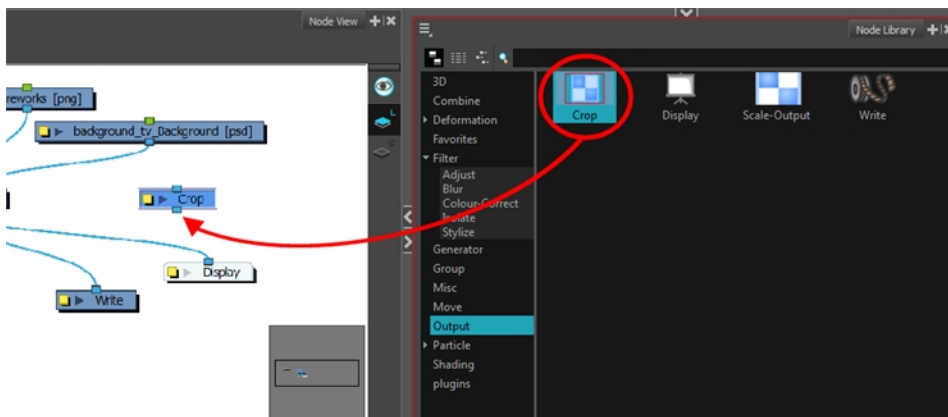 Node View
reworks [png]
background_tv_Background [psd]
Crop
Display
Write
L
C
Node Library
3D
Combine
Deformation
Favorites
Filter
Adjust
Blur
Colour-Correct
Isolate
Stylize
Generator
Group
Misc
Move
Output
Particle
Shading
plugins
Crop
Display
Scale-Output
Write